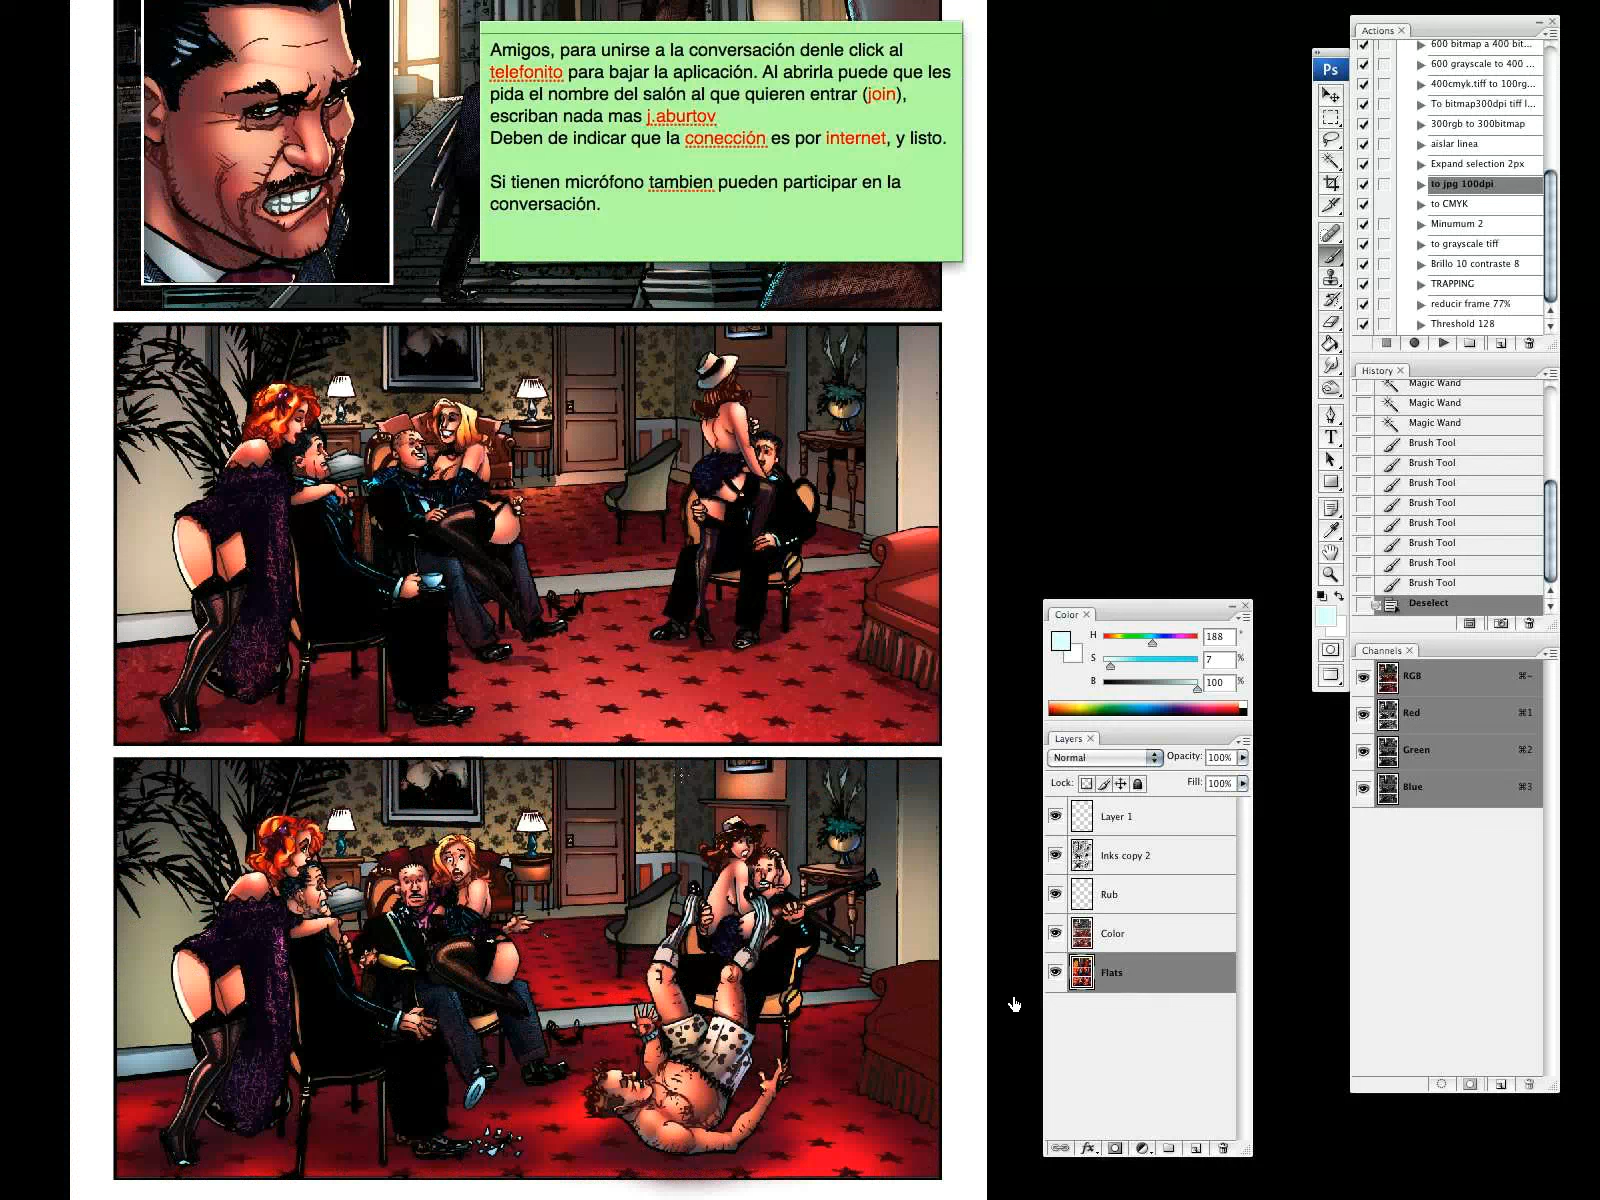 Amigos, para unirse a la conversación denle click al
telefonito para bajar la aplicación. Al abrirla puede que les
pida el nombre del salón al que quieren entrar (join),
escriban nada mas j.aburtov
Deben de indicar que la conección es por internet, y listo.
Si tienen micrófono tambien pueden participar en la
conversación.
Actions
600 bitmap a 400 bit...
600 grayscale to 400 ...
400cmyk.tiff to 100rg...
To bitmap300dpi tiff l...
300rgb to 300bitmap
aislar linea
Expand selection 2px
to jpg 100dpi
to CMYK
Minumum 2
to grayscale tiff
Brillo 10 contraste 8
TRAPPING
reducir frame 77%
Threshold 128
Ps
T
History
Magic Wand
Magic Wand
Magic Wand
Brush Tool
Brush Tool
Brush Tool
Brush Tool
Brush Tool
Brush Tool
Brush Tool
Brush Tool
Deselect
Channels
RGB ⌘~
Red ⌘1
Green ⌘2
Blue ⌘3
Color
H 188 °
S 7 %
B 100 %
Layers
Normal Opacity: 100%
Lock: Fill: 100%
Layer 1
Inks copy 2
Rub
Color
Flats
fx